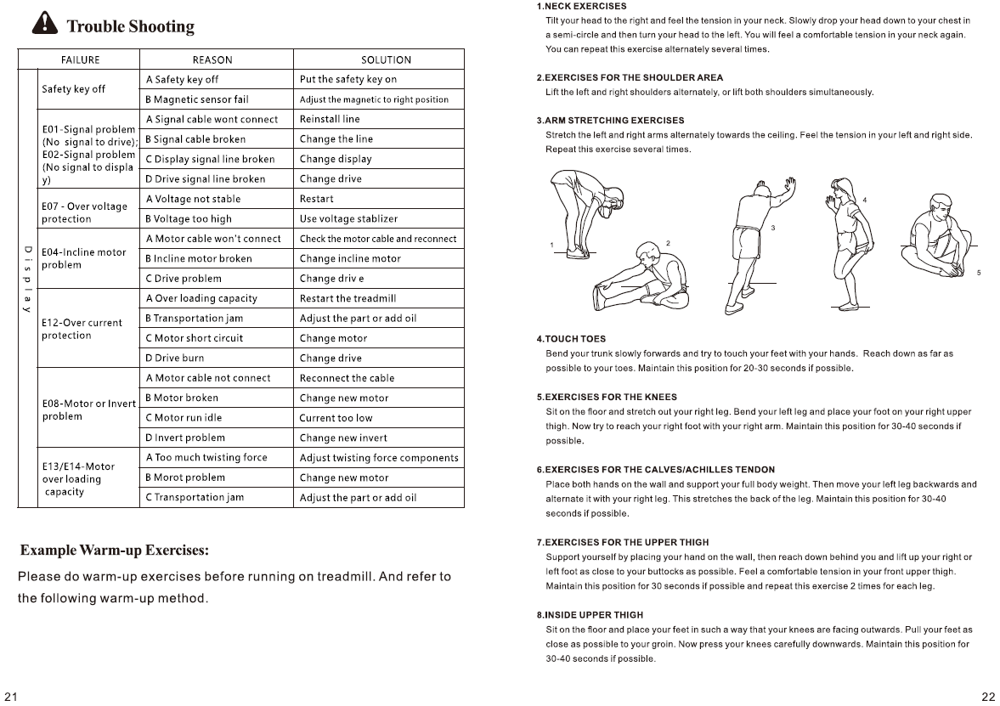 Trouble Shooting
FAILURE REASON SOLUTION
Display
Safety key off
A Safety key off Put the safety key on
B Magnetic sensor fail Adjust the magnetic to right position
E01-Signal problem
(No signal to drive);
E02-Signal problem
(No signal to displa
y)
A Signal cable wont connect Reinstall line
B Signal cable broken Change the line
C Display signal line broken Change display
D Drive signal line broken Change drive
E07 - Over voltage
protection
A Voltage not stable Restart
B Voltage too high Use voltage stablizer
E04-Incline motor
problem
A Motor cable won't connect Check the motor cable and reconnect
B Incline motor broken Change incline motor
C Drive problem Change driv e
E12-Over current
protection
A Over loading capacity Restart the treadmill
B Transportation jam Adjust the part or add oil
C Motor short circuit Change motor
D Drive burn Change drive
E08-Motor or Invert
problem
A Motor cable not connect Reconnect the cable
B Motor broken Change new motor
C Motor run idle Current too low
D Invert problem Change new invert
E13/E14-Motor
over loading
capacity
A Too much twisting force Adjust twisting force components
B Morot problem Change new motor
C Transportation jam Adjust the part or add oil
Example Warm-up Exercises:
Please do warm-up exercises before running on treadmill. And refer to
the following warm-up method.
21
1.NECK EXERCISES
Tilt your head to the right and feel the tension in your neck. Slowly drop your head down to your chest in
a semi-circle and then turn your head to the left. You will feel a comfortable tension in your neck again.
You can repeat this exercise alternately several times.
2.EXERCISES FOR THE SHOULDER AREA
Lift the left and right shoulders alternately, or lift both shoulders simultaneously.
3.ARM STRETCHING EXERCISES
Stretch the left and right arms alternately towards the ceiling. Feel the tension in your left and right side.
Repeat this exercise several times.
1
2
3
4
5
4.TOUCH TOES
Bend your trunk slowly forwards and try to touch your feet with your hands. Reach down as far as
possible to your toes. Maintain this position for 20-30 seconds if possible.
5.EXERCISES FOR THE KNEES
Sit on the floor and stretch out your right leg. Bend your left leg and place your foot on your right upper
thigh. Now try to reach your right foot with your right arm. Maintain this position for 30-40 seconds if
possible.
6.EXERCISES FOR THE CALVES/ACHILLES TENDON
Place both hands on the wall and support your full body weight. Then move your left leg backwards and
alternate it with your right leg. This stretches the back of the leg. Maintain this position for 30-40
seconds if possible.
7.EXERCISES FOR THE UPPER THIGH
Support yourself by placing your hand on the wall, then reach down behind you and lift up your right or
left foot as close to your buttocks as possible. Feel a comfortable tension in your front upper thigh.
Maintain this position for 30 seconds if possible and repeat this exercise 2 times for each leg.
8.INSIDE UPPER THIGH
Sit on the floor and place your feet in such a way that your knees are facing outwards. Pull your feet as
close as possible to your groin. Now press your knees carefully downwards. Maintain this position for
30-40 seconds if possible.
22